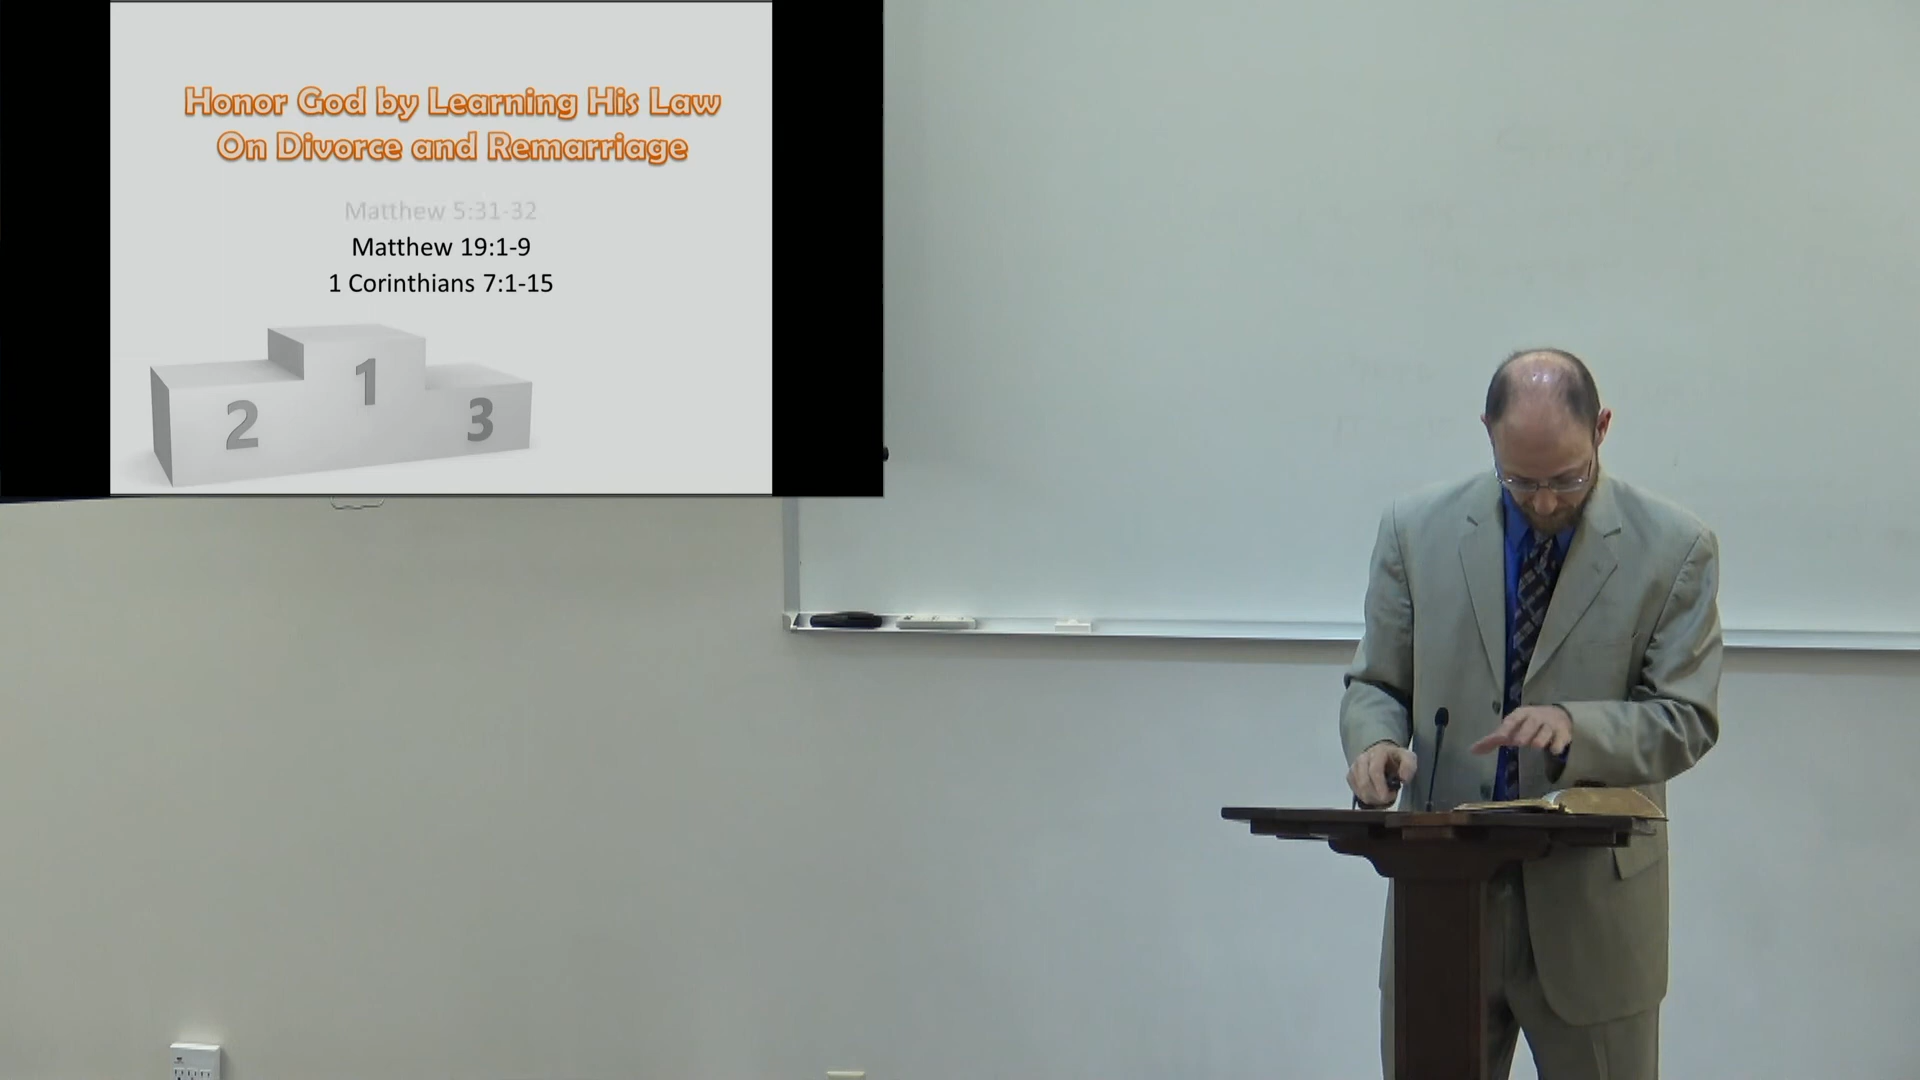 Honor God by Learning His Law
On Divorce and Remarriage
Matthew 5:31-32
Matthew 19:1-9
1 Corinthians 7:1-15
1
2
3